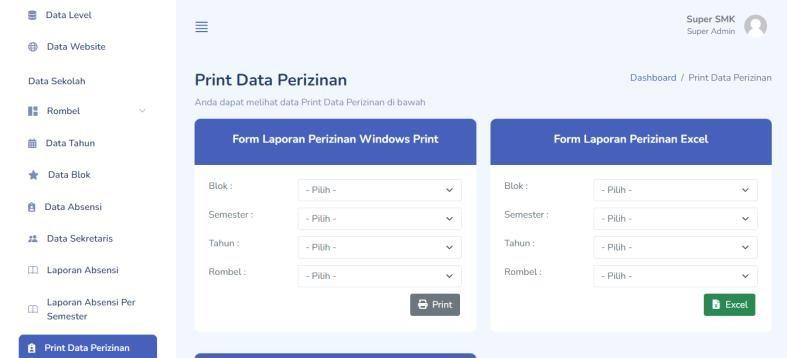 Data Level
Data Website
Data Sekolah
Rombel
Data Tahun
Data Blok
Data Absensi
Data Sekretaris
Laporan Absensi
Laporan Absensi Per
Semester
Print Data Perizinan
Super SMK
Super Admin
Print Data Perizinan
Dashboard / Print Data Perizinan
Anda dapat melihat data Print Data Perizinan di bawah
Form Laporan Perizinan Windows Print
Blok :
- Pilih -
Semester :
- Pilih -
Tahun :
- Pilih -
Rombel :
- Pilih -
Print
Form Laporan Perizinan Excel
Blok :
- Pilih -
Semester :
- Pilih -
Tahun :
- Pilih -
Rombel :
- Pilih -
Excel